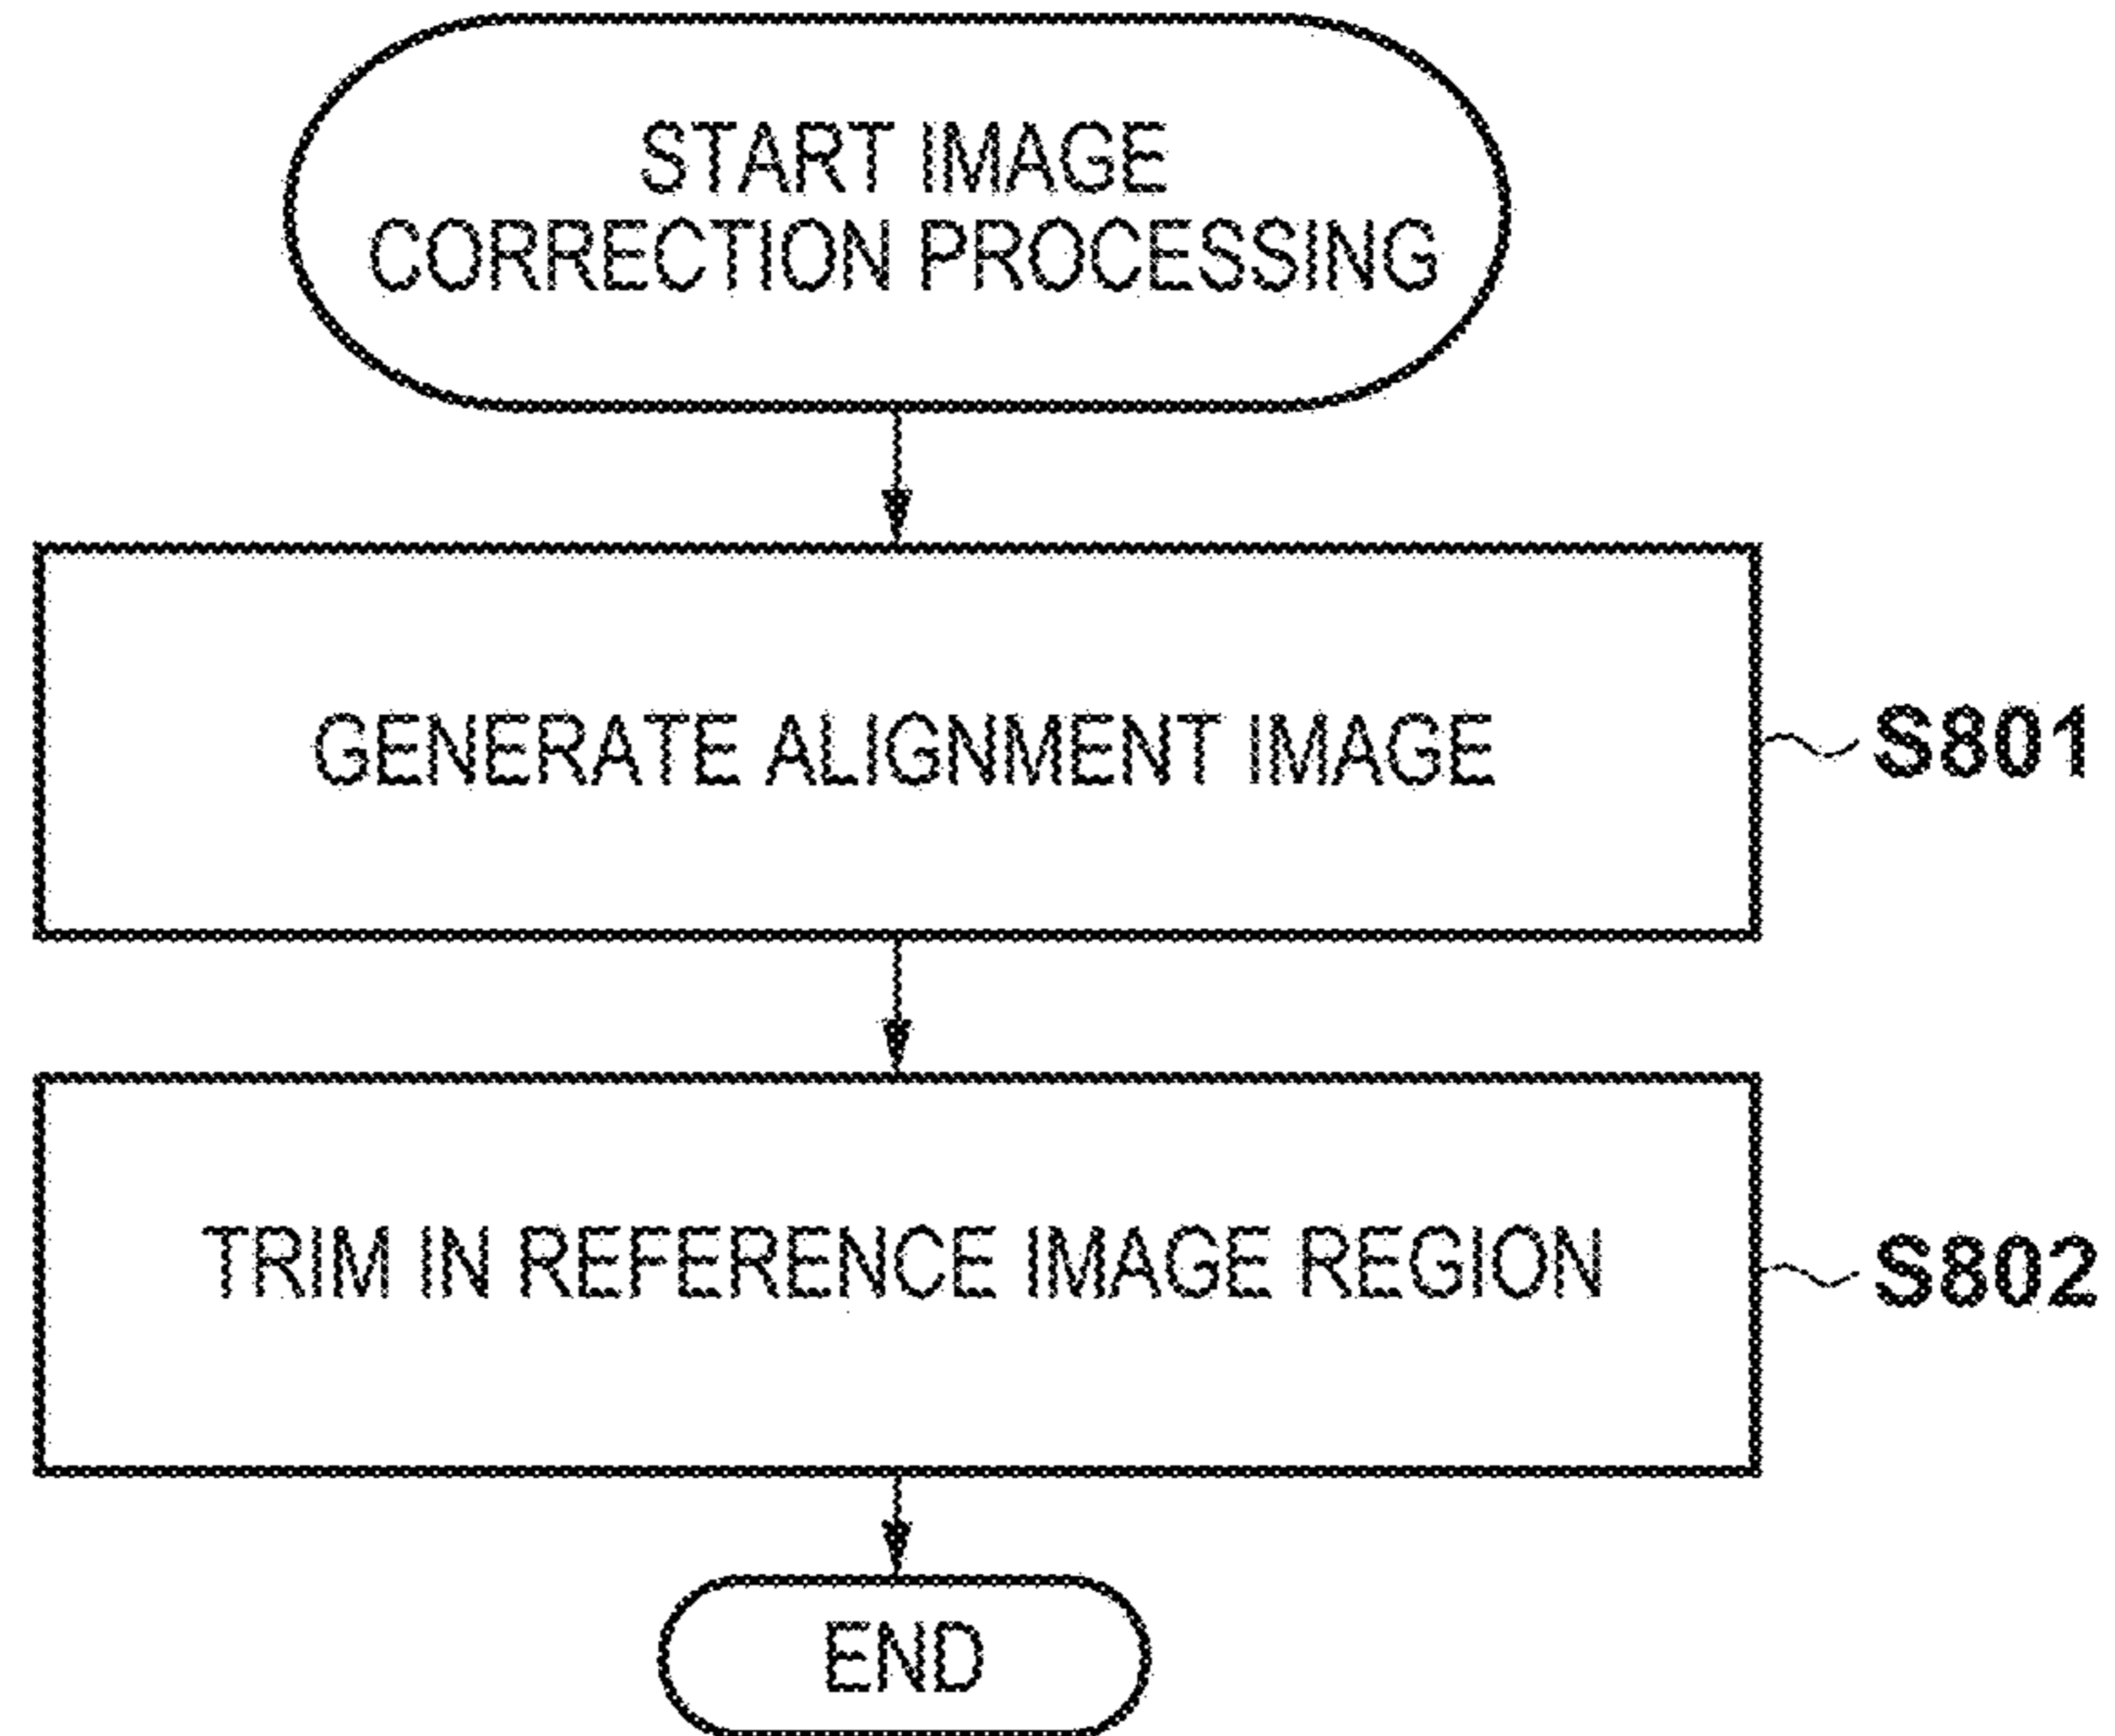 START IMAGE
CORRECTION PROCESSING
GENERATE ALIGNMENT IMAGE
S801
TRIM IN REFERENCE IMAGE REGION
S802
END